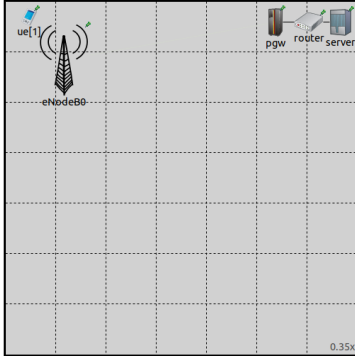 ue[1]
pgw
router
server
eNodeB0
0.35x